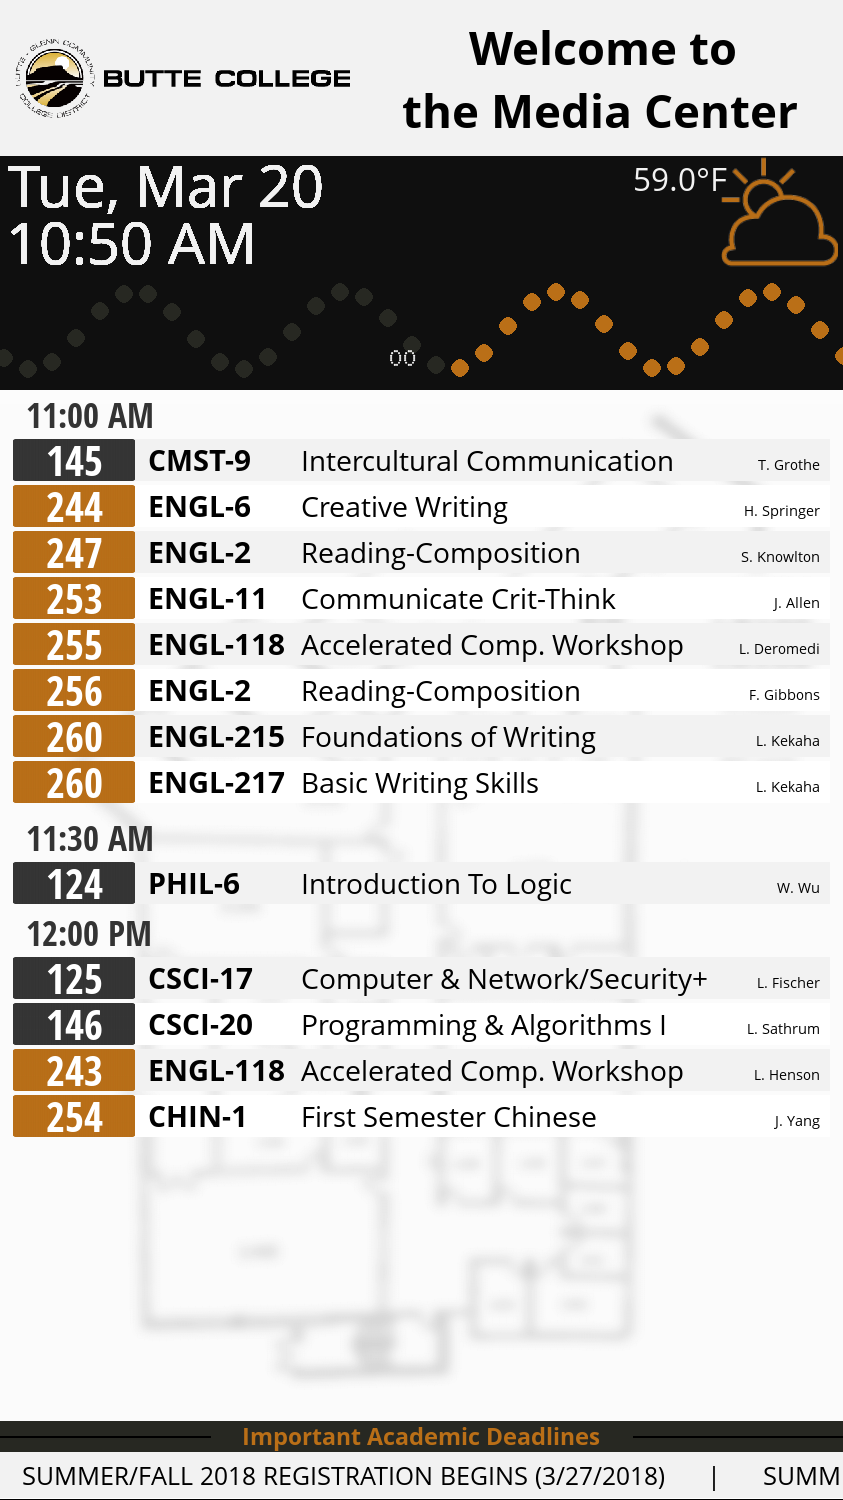 BUTTE - GLENN COMMUNITY
COLLEGE DISTRICT
BUTTE COLLEGE
Welcome to
the Media Center
Tue, Mar 20
10:50 AM
59.0°F
00
11:00 AM
145 CMST-9 Intercultural Communication T. Grothe
244 ENGL-6 Creative Writing H. Springer
247 ENGL-2 Reading-Composition S. Knowlton
253 ENGL-11 Communicate Crit-Think J. Allen
255 ENGL-118 Accelerated Comp. Workshop L. Deromedi
256 ENGL-2 Reading-Composition F. Gibbons
260 ENGL-215 Foundations of Writing L. Kekaha
260 ENGL-217 Basic Writing Skills L. Kekaha
11:30 AM
124 PHIL-6 Introduction To Logic W. Wu
12:00 PM
125 CSCI-17 Computer & Network/Security+ L. Fischer
146 CSCI-20 Programming & Algorithms I L. Sathrum
243 ENGL-118 Accelerated Comp. Workshop L. Henson
254 CHIN-1 First Semester Chinese J. Yang
Important Academic Deadlines
SUMMER/FALL 2018 REGISTRATION BEGINS (3/27/2018) | SUMM